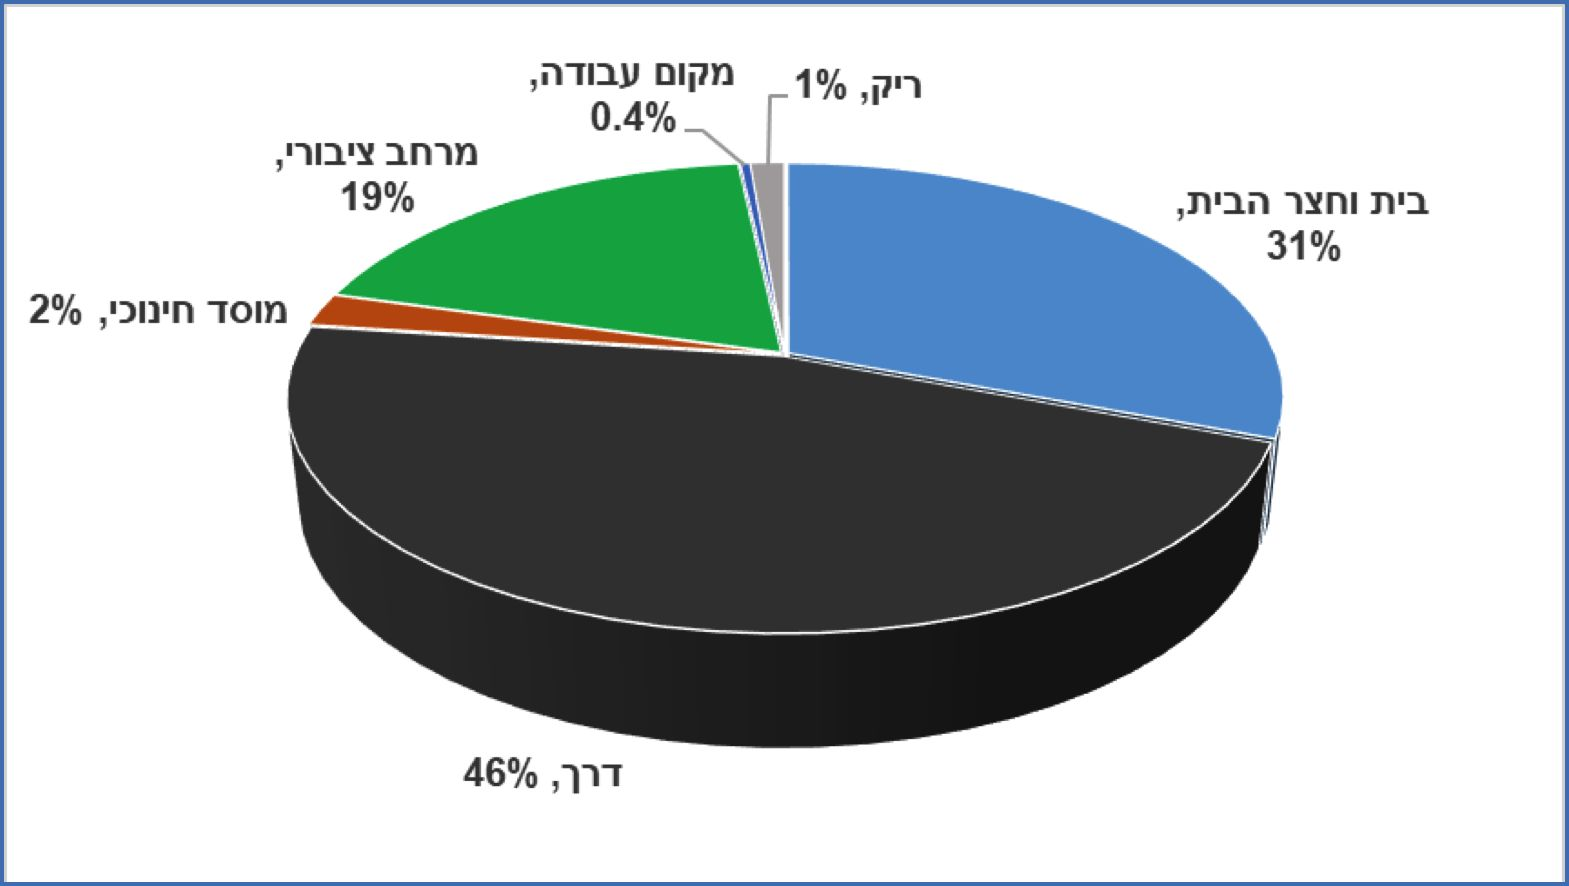 מקום עבודה,
0.4%
ריק, 1%
מרחב ציבורי,
19%
בית וחצר הבית,
31%
מוסד חינוכי, 2%
דרך, 46%